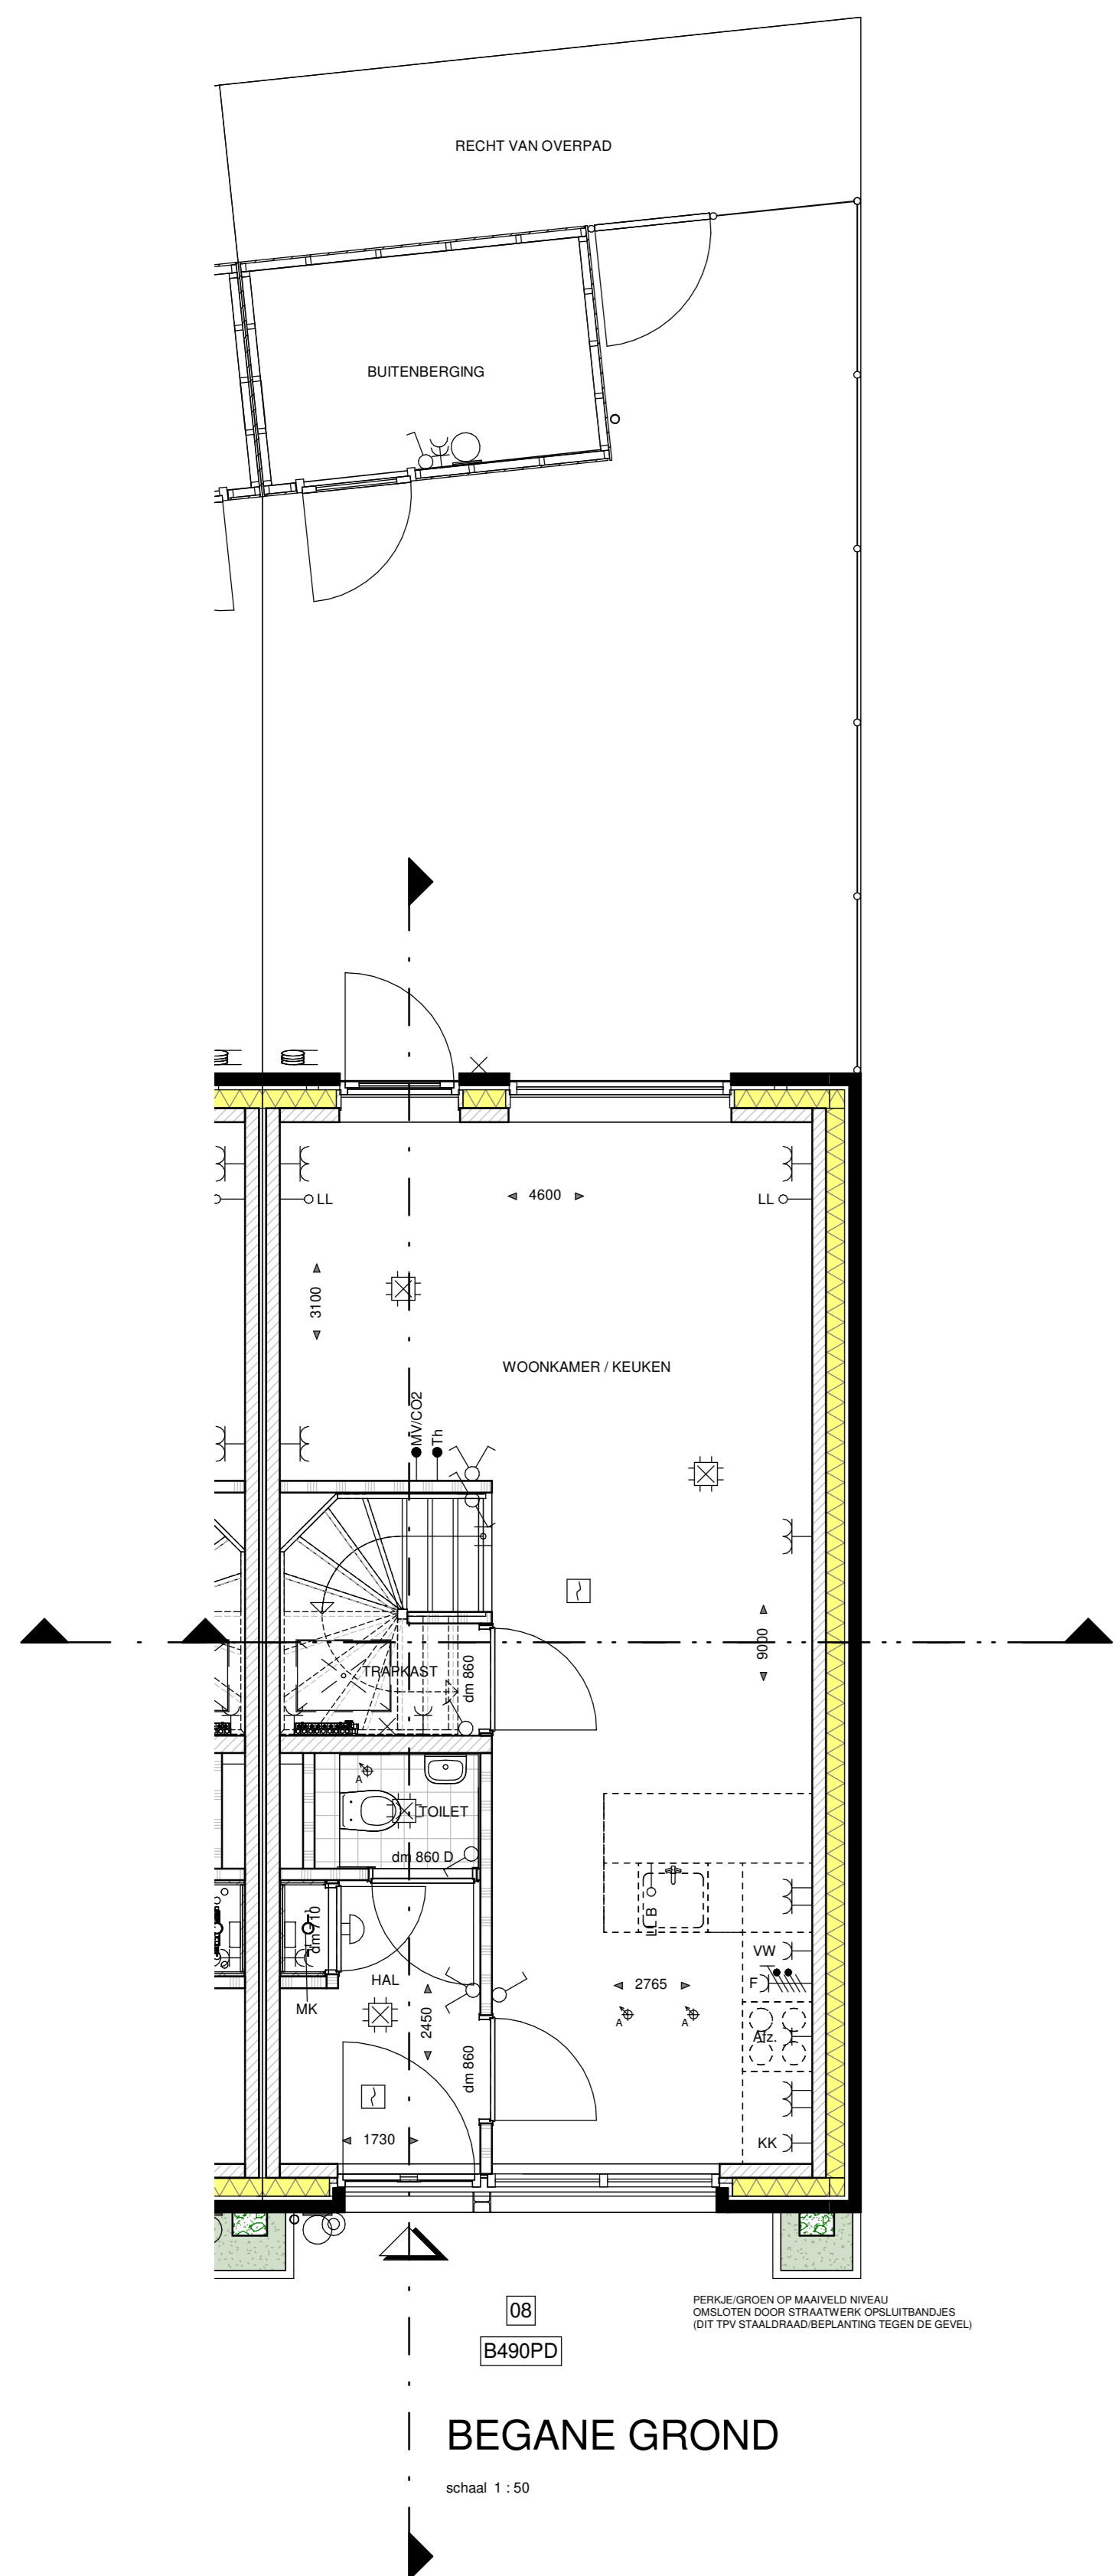 RECHT VAN OVERPAD
BUITENBERGING
4600
LL
LL
3100
WOONKAMER / KEUKEN
MV/CO2
Th
9000
TRAPKAST
dm 860
A
TOILET
dm 860 D
LL B
dm 710
VW
F
HAL
2765
MK
2450
A
A
Afz.
dm 860
1730
KK
08
B490PD
PERKJE/GROEN OP MAAIVELD NIVEAU
OMSLOTEN DOOR STRAATWERK OPSLUITBANDJES
(DIT TPV STAALDRAAD/BEPLANTING TEGEN DE GEVEL)
BEGANE GROND
schaal 1 : 50